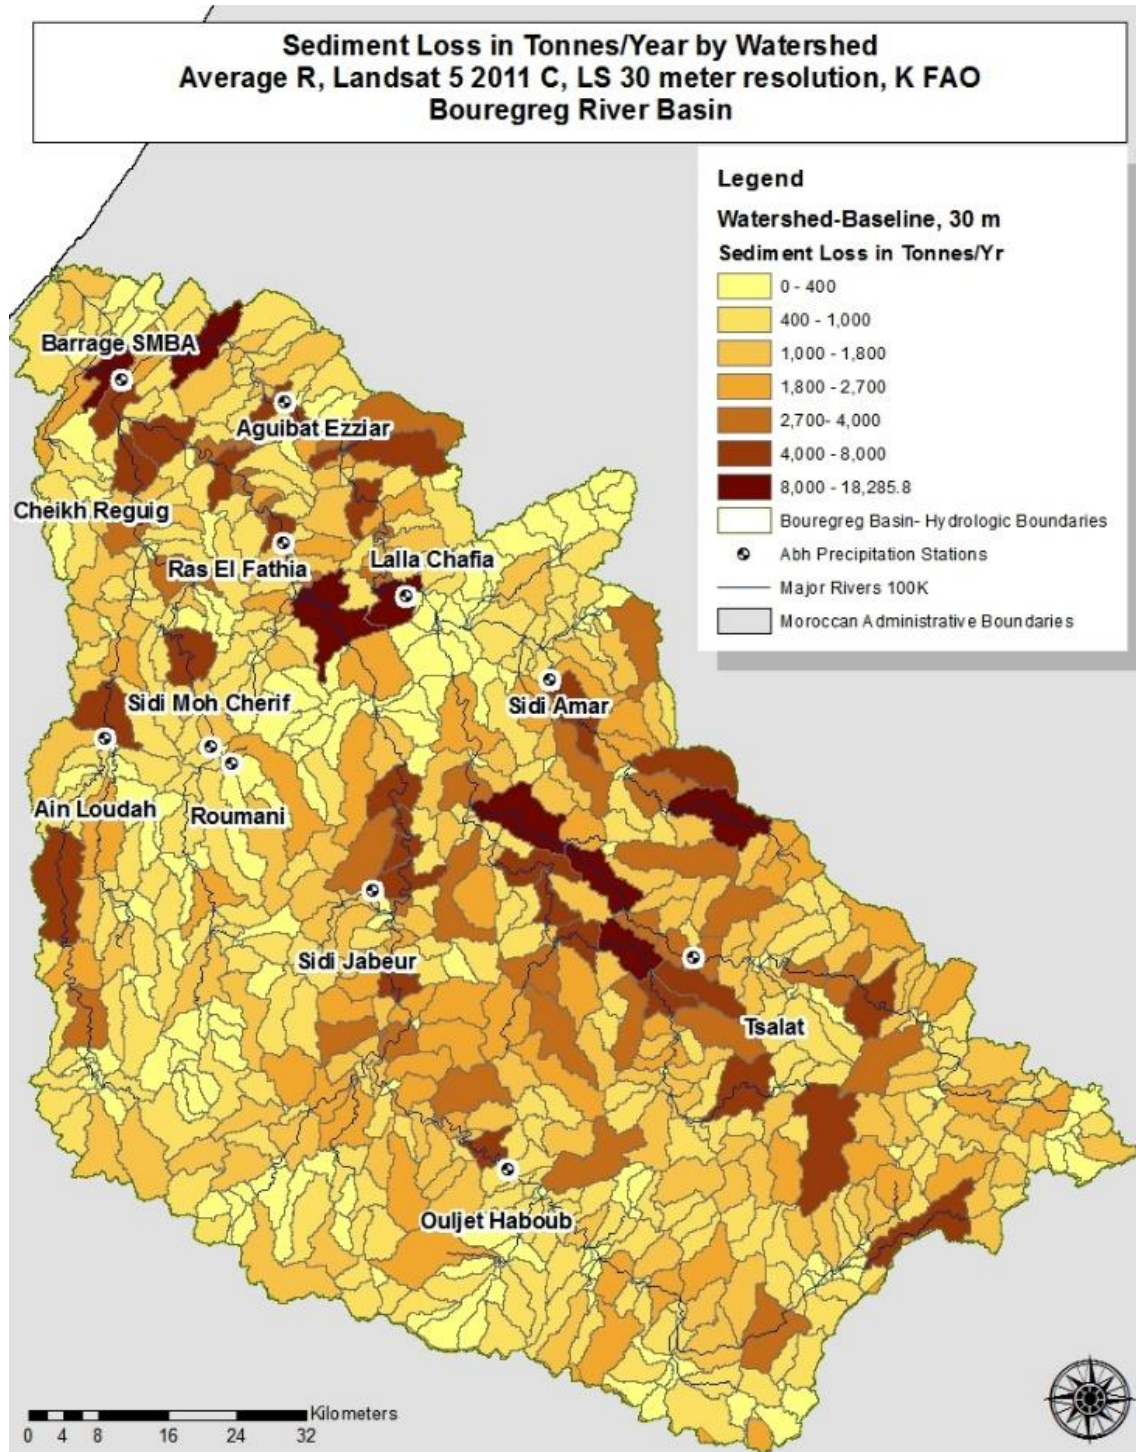 Sediment Loss in Tonnes/Year by Watershed
Average R, Landsat 5 2011 C, LS 30 meter resolution, K FAO
Bouregreg River Basin
Legend
Watershed-Baseline, 30 m
Sediment Loss in Tonnes/Yr
0 - 400
400 - 1,000
1,000 - 1,800
1,800 - 2,700
2,700- 4,000
4,000 - 8,000
8,000 - 18,285.8
Bouregreg Basin- Hydrologic Boundaries
Abh Precipitation Stations
Major Rivers 100K
Moroccan Administrative Boundaries
Barrage SMBA
Aguibat Ezziar
Cheikh Reguig
Ras El Fathia
Lalla Chafia
Sidi Moh Cherif
Sidi Amar
Ain Loudah
Roumani
Sidi Jabeur
Tsalat
Ouljet Haboub
Kilometers
0 4 8 16 24 32